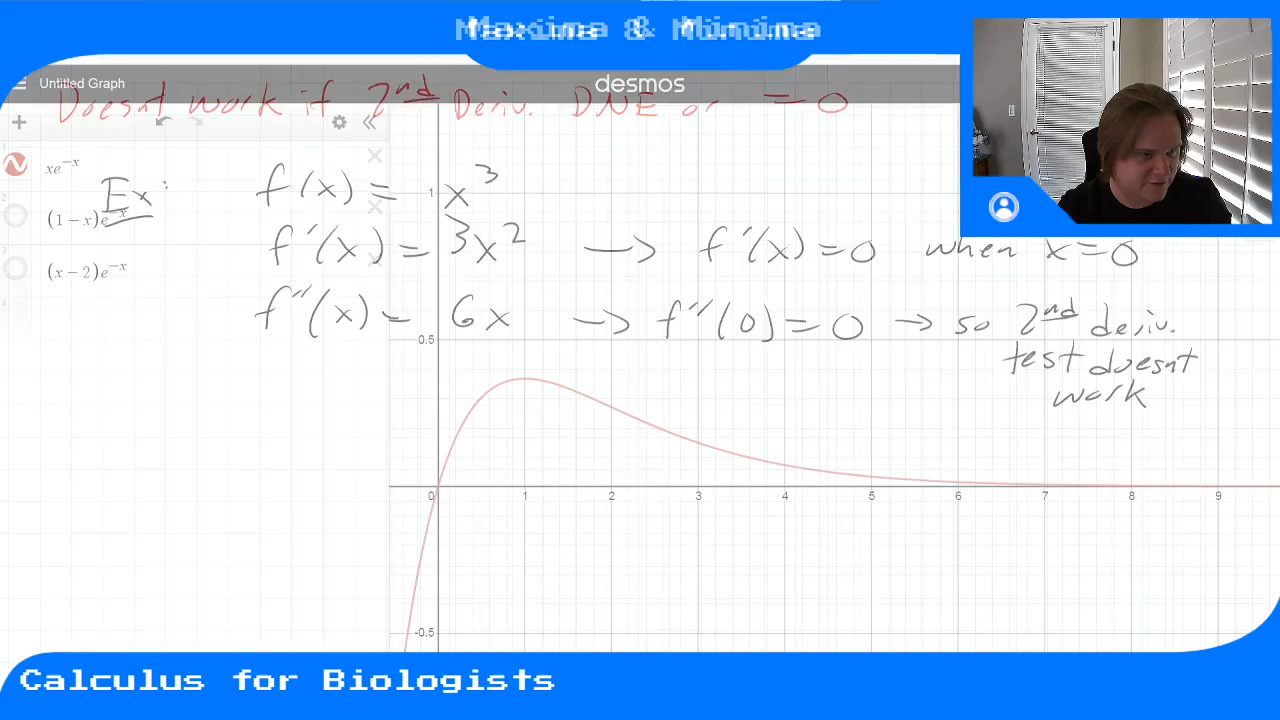 Maxima & Minima
Untitled Graph
desmos
Doesnt work if 2nd Deriv. DNE or = 0
xe^-x
Ex:
f(x) = x^3
1
(1-x)e^-x
f'(x) = 3x^2 → f'(x) = 0 when x = 0
(x-2)e^-x
f''(x) = 6x → f''(0) = 0 → so 2nd deriv.
0.5
test doesnt
work
0 1 2 3 4 5 6 7 8 9
-0.5
Calculus for Biologists